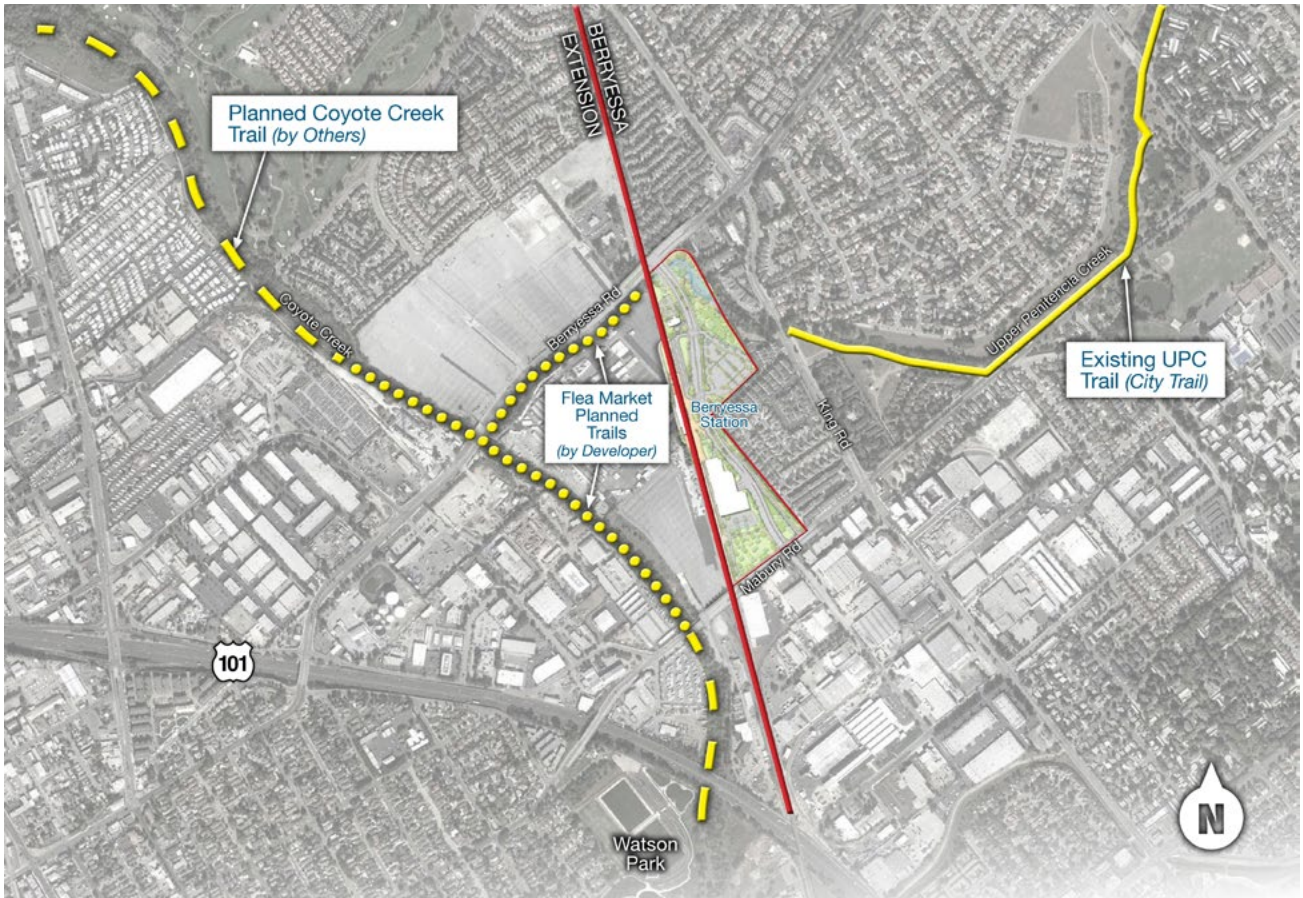 BERRYESSA
EXTENSION
Planned Coyote Creek
Trail (by Others)
Coyote Creek
Berryessa Rd
Flea Market
Planned
Trails
(by Developer)
Berryessa
Station
King Rd
Upper Penitencia Creek
Existing UPC
Trail (City Trail)
Mabury Rd
101
Watson
Park
N